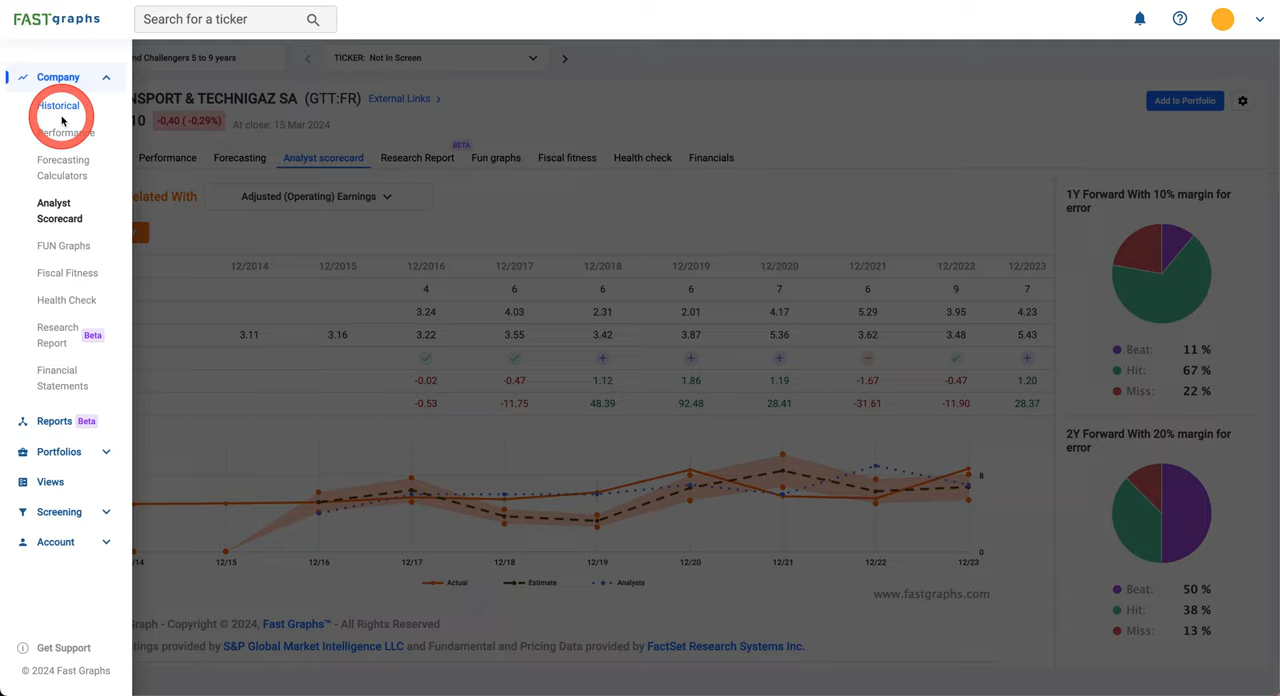 FASTgraphs
Search for a ticker
nd Challengers 5 to 9 years
TICKER: Not In Screen
Company
Historical
Performance
Forecasting
Calculators
Analyst
Scorecard
FUN Graphs
Fiscal Fitness
Health Check
Research
Report
Beta
Financial
Statements
Reports Beta
Portfolios
Views
Screening
Account
Get Support
© 2024 Fast Graphs
NSPORT & TECHNIGAZ SA (GTT:FR) External Links
10 -0,40 ( -0,29%) At close: 15 Mar 2024
Add to Portfolio
BETA
Performance Forecasting Analyst scorecard Research Report Fun graphs Fiscal fitness Health check Financials
elated With Adjusted (Operating) Earnings
12/2014 12/2015 12/2016 12/2017 12/2018 12/2019 12/2020 12/2021 12/2022 12/2023
4 6 6 6 7 6 9 7
3.24 4.03 2.31 2.01 4.17 5.29 3.95 4.23
3.11 3.16 3.22 3.55 3.42 3.87 5.36 3.62 3.48 5.43
-0.02 -0.47 1.12 1.86 1.19 -1.67 -0.47 1.20
-0.53 -11.75 48.39 92.48 28.41 -31.61 -11.90 28.37
8
0
/14 12/15 12/16 12/17 12/18 12/19 12/20 12/21 12/22 12/23
Actual Estimate Analysts
www.fastgraphs.com
Graph - Copyright © 2024, Fast Graphs™ - All Rights Reserved
tings provided by S&P Global Market Intelligence LLC and Fundamental and Pricing Data provided by FactSet Research Systems Inc.
1Y Forward With 10% margin for
error
Beat: 11 %
Hit: 67 %
Miss: 22 %
2Y Forward With 20% margin for
error
Beat: 50 %
Hit: 38 %
Miss: 13 %